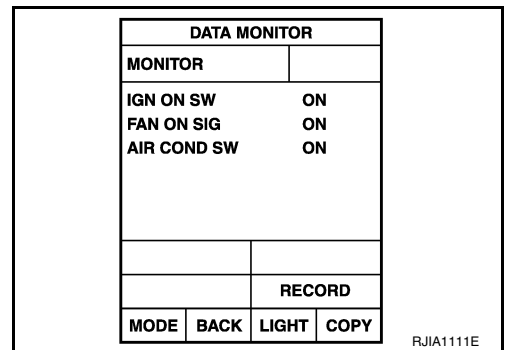 DATA MONITOR
MONITOR
IGN ON SW ON
FAN ON SIG ON
AIR COND SW ON
RECORD
MODE BACK LIGHT COPY
RJIA1111E